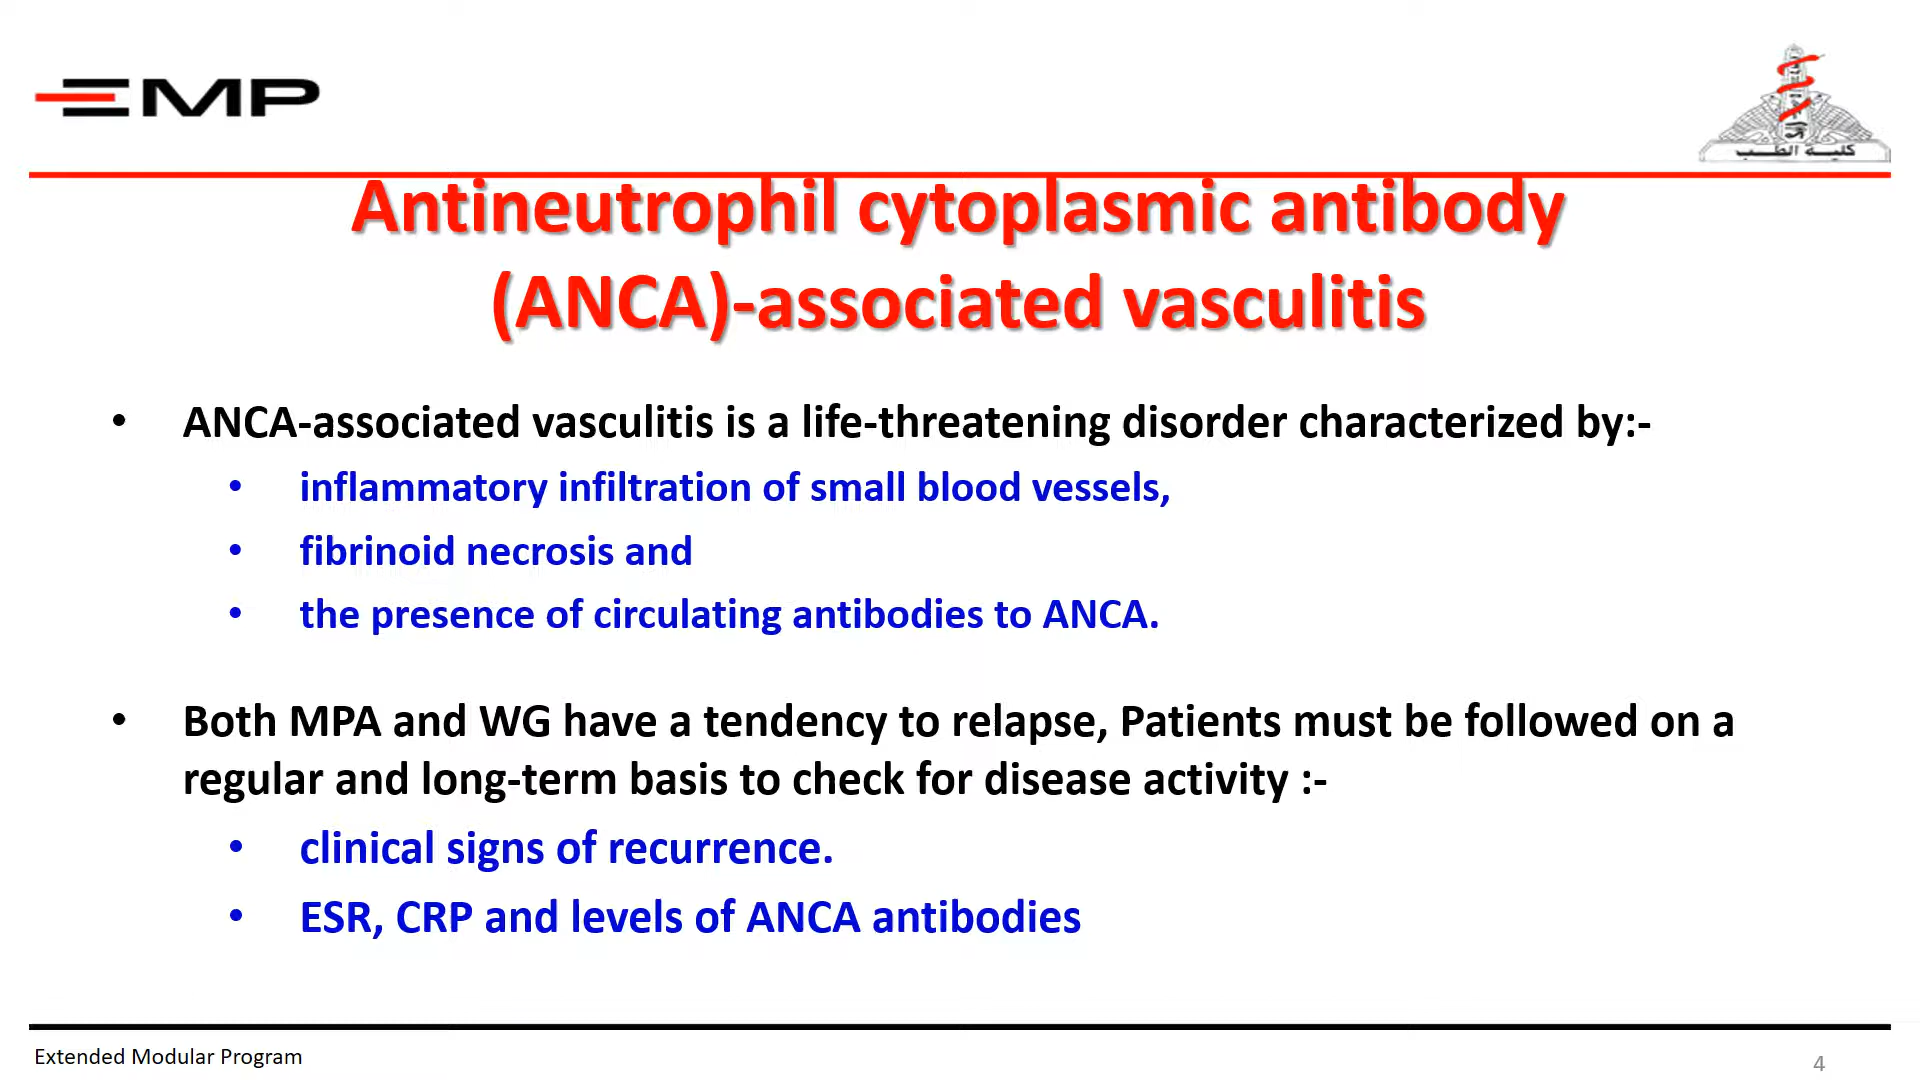 EMP
كلية الطب
Antineutrophil cytoplasmic antibody
(ANCA)-associated vasculitis
• ANCA-associated vasculitis is a life-threatening disorder characterized by:-
• inflammatory infiltration of small blood vessels,
• fibrinoid necrosis and
• the presence of circulating antibodies to ANCA.
• Both MPA and WG have a tendency to relapse, Patients must be followed on a
regular and long-term basis to check for disease activity :-
• clinical signs of recurrence.
• ESR, CRP and levels of ANCA antibodies
Extended Modular Program
4